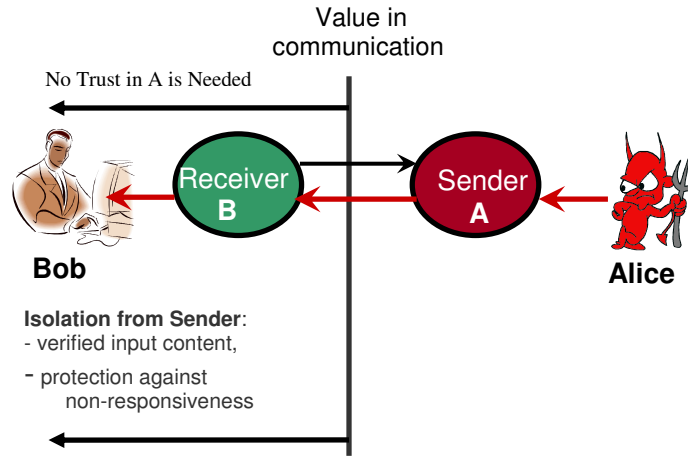 Value in
communication
No Trust in A is Needed
Receiver
B
Sender
A
Bob
Alice
Isolation from Sender:
- verified input content,
- protection against
non-responsiveness